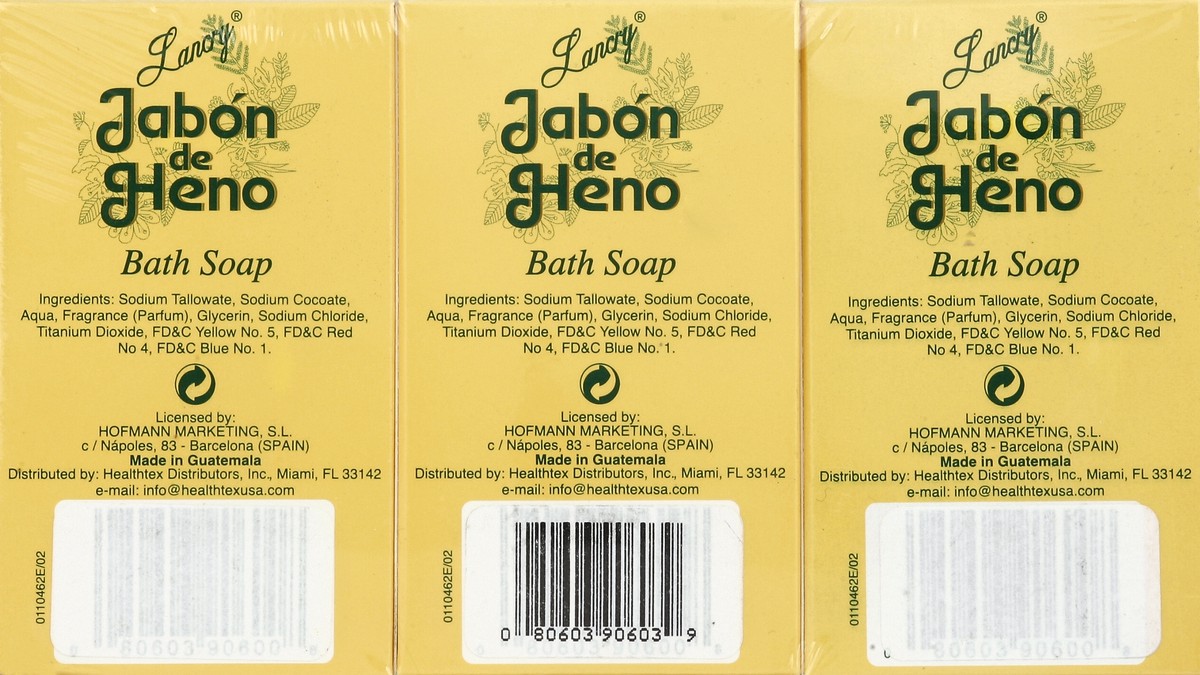 Lancry®
Jabón
de
Heno
Bath Soap
Ingredients: Sodium Tallowate, Sodium Cocoate,
Aqua, Fragrance (Parfum), Glycerin, Sodium Chloride,
Titanium Dioxide, FD&C Yellow No. 5, FD&C Red
No 4, FD&C Blue No. 1.
Licensed by:
HOFMANN MARKETING, S.L.
c / Nápoles, 83 - Barcelona (SPAIN)
Made in Guatemala
Distributed by: Healthtex Distributors, Inc., Miami, FL 33142
e-mail: info@healthtexusa.com
0110462E/02
0 80603 90600 8
Lancry®
Jabón
de
Heno
Bath Soap
Ingredients: Sodium Tallowate, Sodium Cocoate,
Aqua, Fragrance (Parfum), Glycerin, Sodium Chloride,
Titanium Dioxide, FD&C Yellow No. 5, FD&C Red
No 4, FD&C Blue No. 1.
Licensed by:
HOFMANN MARKETING, S.L.
c / Nápoles, 83 - Barcelona (SPAIN)
Made in Guatemala
Distributed by: Healthtex Distributors, Inc., Miami, FL 33142
e-mail: info@healthtexusa.com
0110462E/02
0 80603 90603 9
Lancry®
Jabón
de
Heno
Bath Soap
Ingredients: Sodium Tallowate, Sodium Cocoate,
Aqua, Fragrance (Parfum), Glycerin, Sodium Chloride,
Titanium Dioxide, FD&C Yellow No. 5, FD&C Red
No 4, FD&C Blue No. 1.
Licensed by:
HOFMANN MARKETING, S.L.
c / Nápoles, 83 - Barcelona (SPAIN)
Made in Guatemala
Distributed by: Healthtex Distributors, Inc., Miami, FL 33142
e-mail: info@healthtexusa.com
0110462E/02
0 80603 90600 8